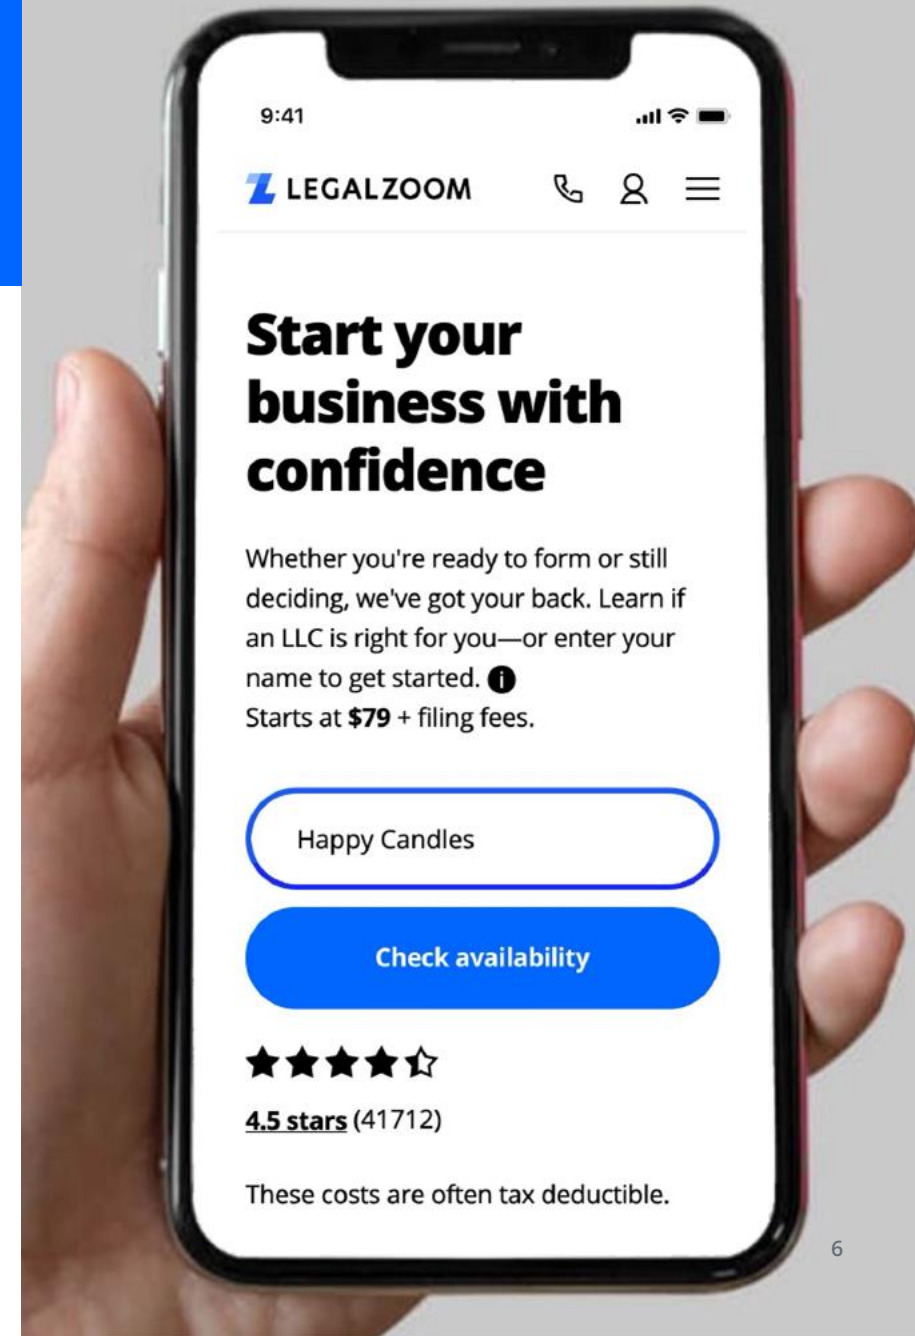 9:41
LEGALZOOM
Start your
business with
confidence
Whether you're ready to form or still
deciding, we've got your back. Learn if
an LLC is right for you—or enter your
name to get started.
Starts at $79 + filing fees.
Happy Candles
Check availability
4.5 stars (41712)
These costs are often tax deductible.
6